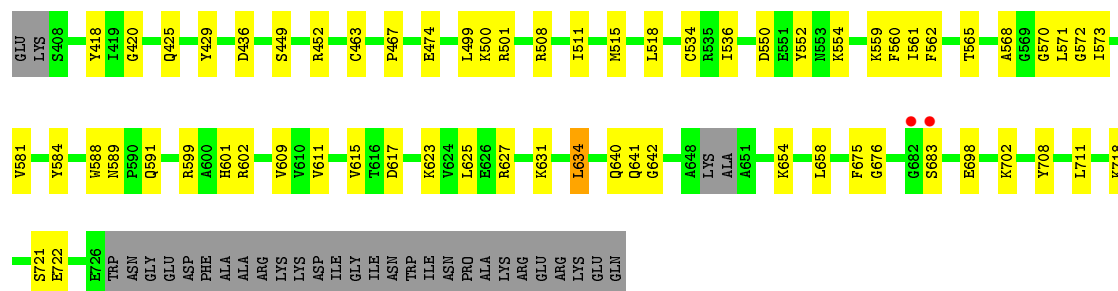 GLU LYS S408 Y418 I419 G420 Q425 Y429 D436 S449 R452 C463 P467 E474 L499 K500 R501 R508 I511 M515 L518 C534 R535 I536 D550 E551 Y552 N553 K554 K559 F560 I561 F562 T565 A568 G569 G570 L571 G572 I573
V581 Y584 W588 N589 P590 Q591 R599 A600 H601 R602 V609 V610 V611 V615 T616 D617 K623 V624 L625 E626 R627 K631 L634 Q640 Q641 G642 A648 LYS ALA A651 K654 L658 F675 G676 G682 S683 E698 K702 Y708 L711 K718
S721 E722 E726 TRP ASN GLY GLU ASP PHE ALA ALA ARG LYS LYS ASP ILE GLY ILE ASN TRP ILE ASN PRO ALA LYS ARG GLU ARG LYS GLU GLN